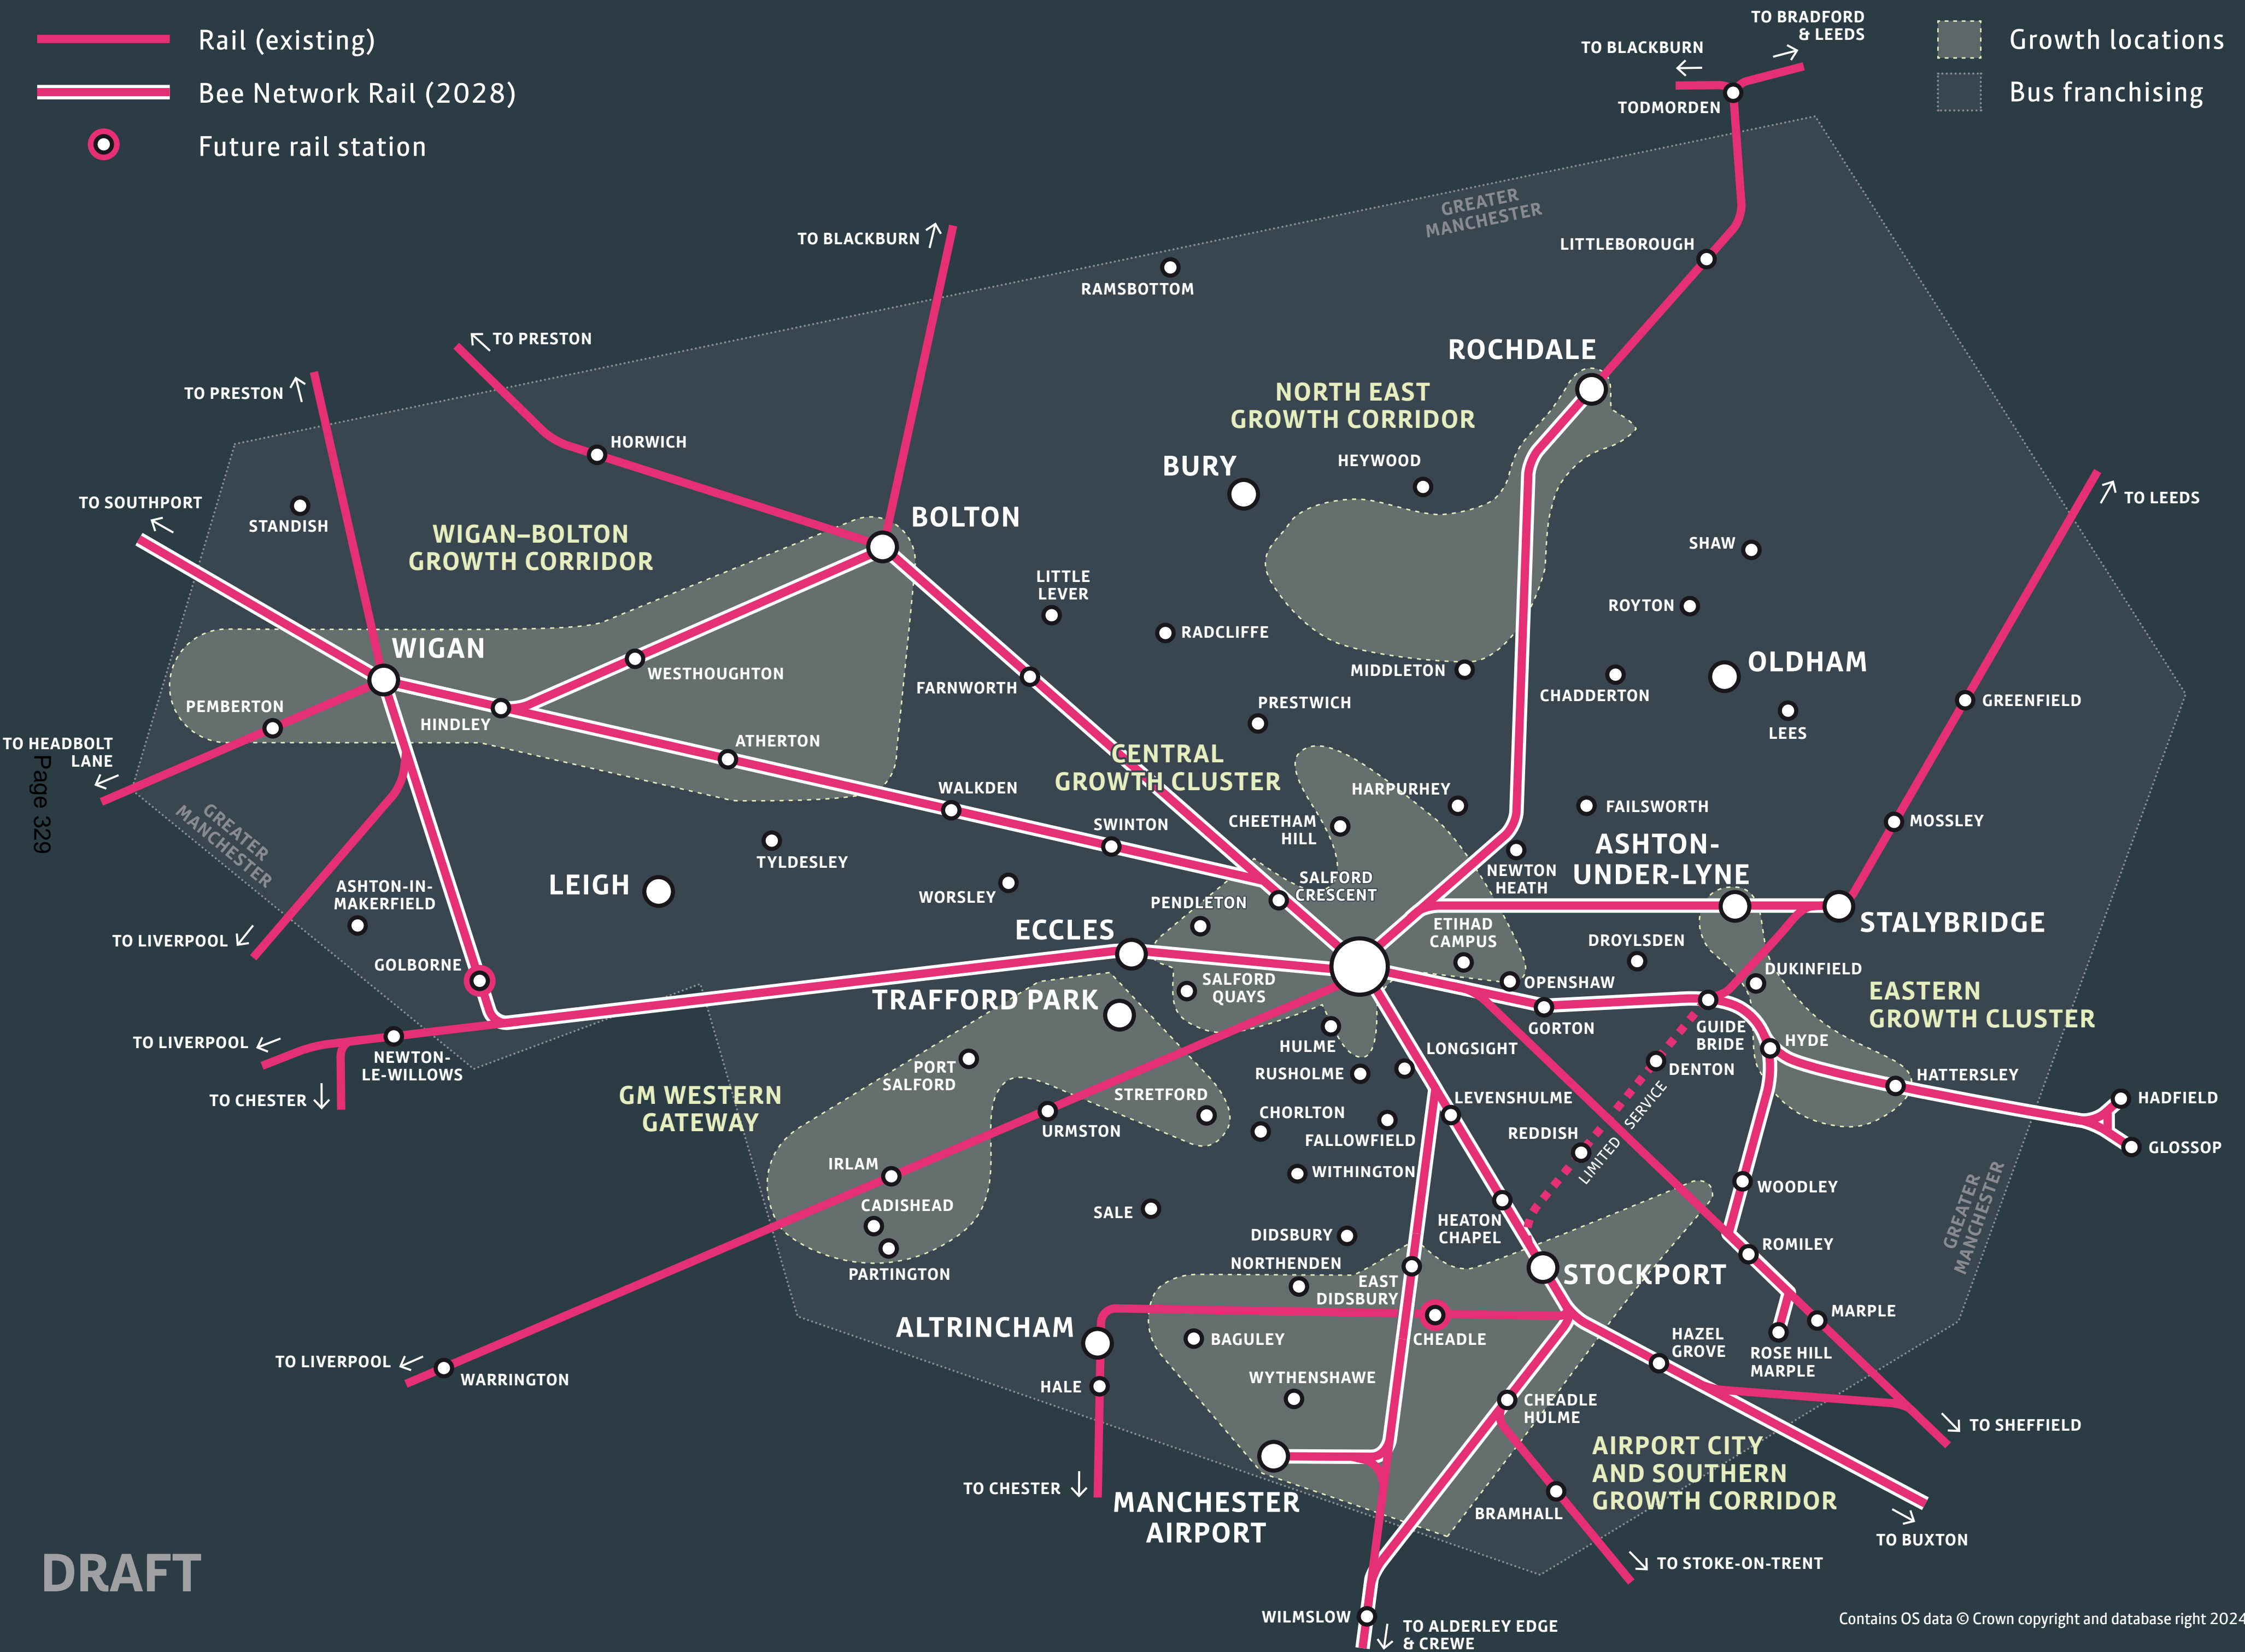 Rail (existing)
Bee Network Rail (2028)
Future rail station
TO BRADFORD
& LEEDS
TO BLACKBURN
TODMORDEN
Growth locations
Bus franchising
GREATER
MANCHESTER
LITTLEBOROUGH
TO BLACKBURN
RAMSBOTTOM
TO PRESTON
TO PRESTON
ROCHDALE
NORTH EAST
GROWTH CORRIDOR
HORWICH
BURY
HEYWOOD
TO SOUTHPORT
STANDISH
WIGAN–BOLTON
GROWTH CORRIDOR
BOLTON
TO LEEDS
SHAW
LITTLE
LEVER
ROYTON
RADCLIFFE
WIGAN
WESTHOUGHTON
FARNWORTH
MIDDLETON
OLDHAM
CHADDERTON
GREENFIELD
PEMBERTON
HINDLEY
PRESTWICH
LEES
TO HEADBOLT
LANE
ATHERTON
CENTRAL
GROWTH CLUSTER
Page 329
WALKDEN
HARPURHEY
FAILSWORTH
GREATER
MANCHESTER
SWINTON
CHEETHAM
HILL
MOSSLEY
TYLDESLEY
ASHTON-
UNDER-LYNE
NEWTON
HEATH
LEIGH
ASHTON-IN-
MAKERFIELD
WORSLEY
SALFORD
CRESCENT
PENDLETON
ECCLES
STALYBRIDGE
TO LIVERPOOL
ETIHAD
CAMPUS
DROYLSDEN
GOLBORNE
DUKINFIELD
SALFORD
QUAYS
OPENSHAW
TRAFFORD PARK
EASTERN
GROWTH CLUSTER
GORTON
GUIDE
BRIDGE
HYDE
TO LIVERPOOL
NEWTON-
LE-WILLOWS
HULME
LONGSIGHT
PORT
SALFORD
RUSHOLME
DENTON
HATTERSLEY
TO CHESTER
GM WESTERN
GATEWAY
STRETFORD
LEVENSHULME
HADFIELD
CHORLTON
URMSTON
FALLOWFIELD
REDDISH
LIMITED SERVICE
GLOSSOP
IRLAM
WITHINGTON
WOODLEY
CADISHEAD
SALE
HEATON
CHAPEL
GREATER
MANCHESTER
DIDSBURY
ROMILEY
PARTINGTON
NORTHENDEN
EAST
DIDSBURY
STOCKPORT
MARPLE
ALTRINCHAM
BAGULEY
CHEADLE
HAZEL
GROVE
ROSE HILL
MARPLE
TO LIVERPOOL
WARRINGTON
HALE
WYTHENSHAWE
CHEADLE
HULME
TO SHEFFIELD
AIRPORT CITY
AND SOUTHERN
GROWTH CORRIDOR
TO CHESTER
MANCHESTER
AIRPORT
BRAMHALL
TO BUXTON
DRAFT
TO STOKE-ON-TRENT
WILMSLOW
TO ALDERLEY EDGE
& CREWE
Contains OS data © Crown copyright and database right 2024